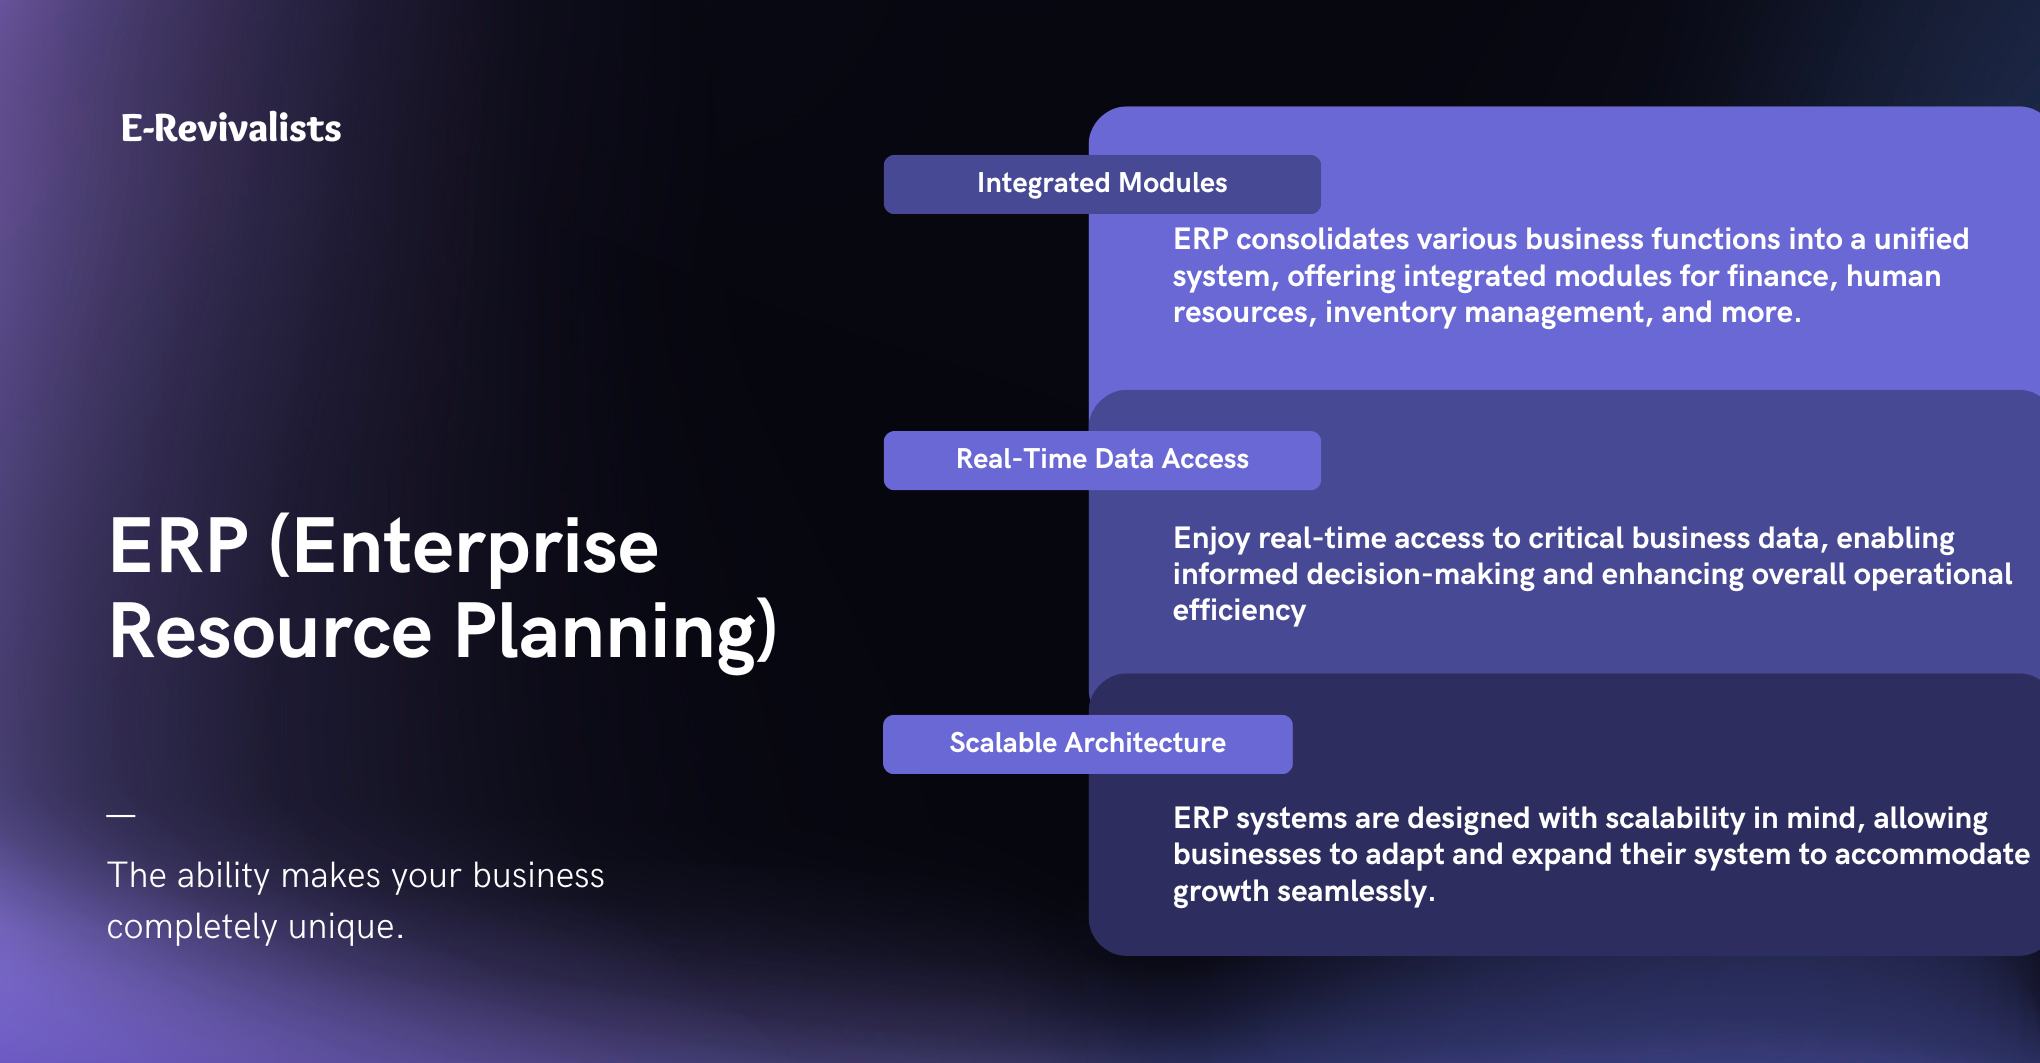 E-Revivalists
ERP (Enterprise
Resource Planning)
—
The ability makes your business
completely unique.
Integrated Modules
ERP consolidates various business functions into a unified
system, offering integrated modules for finance, human
resources, inventory management, and more.
Real-Time Data Access
Enjoy real-time access to critical business data, enabling
informed decision-making and enhancing overall operational
efficiency
Scalable Architecture
ERP systems are designed with scalability in mind, allowing
businesses to adapt and expand their system to accommodate
growth seamlessly.